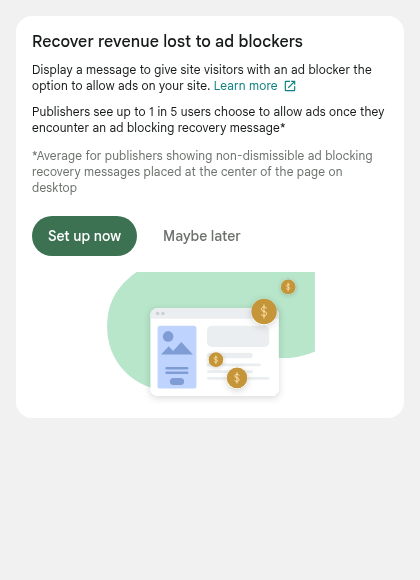 Recover revenue lost to ad blockers
Display a message to give site visitors with an ad blocker the
option to allow ads on your site. Learn more
Publishers see up to 1 in 5 users choose to allow ads once they
encounter an ad blocking recovery message*
*Average for publishers showing non-dismissible ad blocking
recovery messages placed at the center of the page on
desktop
Set up now
Maybe later
$
$
$
$